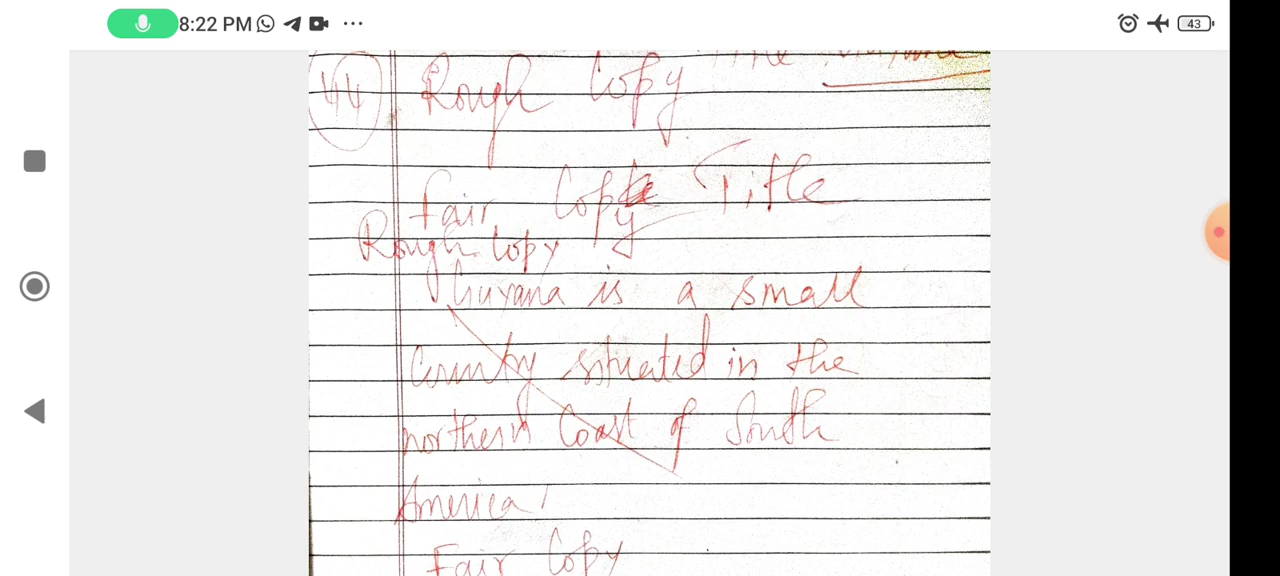 8:22 PM
43
44 Rough Copy Title
Fair Copy Title
Rough Copy
Guyana is a small
Country situated in the
northern Coast of South
America
Fair Copy